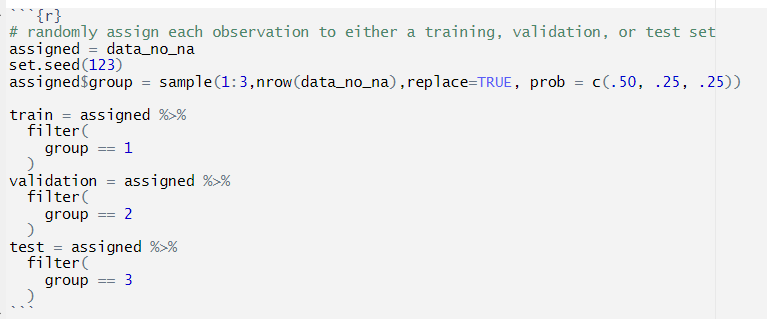 ```{r}
# randomly assign each observation to either a training, validation, or test set
assigned = data_no_na
set.seed(123)
assigned$group = sample(1:3,nrow(data_no_na),replace=TRUE, prob = c(.50, .25, .25))

train = assigned %>%
  filter(
    group == 1
  )
validation = assigned %>%
  filter(
    group == 2
  )
test = assigned %>%
  filter(
    group == 3
  )
```